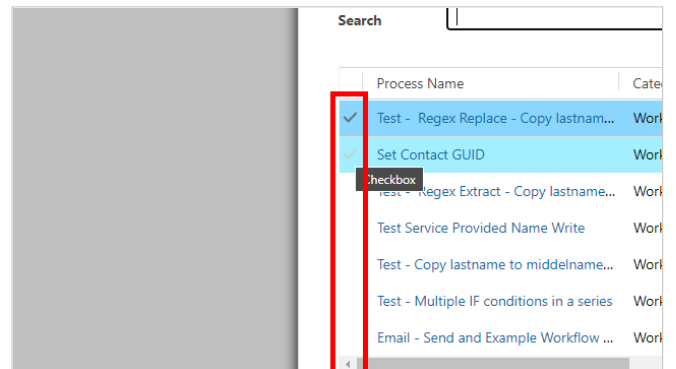 Search
Process Name Cate
Test - Regex Replace - Copy lastnam... Work
Set Contact GUID Work
Checkbox
Test - Regex Extract - Copy lastname... Work
Test Service Provided Name Write Work
Test - Copy lastname to middelname... Work
Test - Multiple IF conditions in a series Work
Email - Send and Example Workflow ... Work